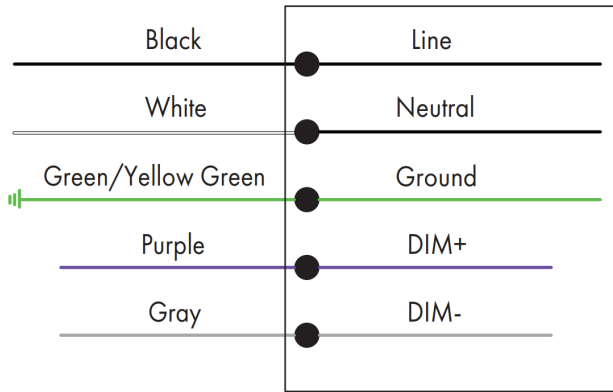 Black Line
White Neutral
Green/Yellow Green Ground
Purple DIM+
Gray DIM-